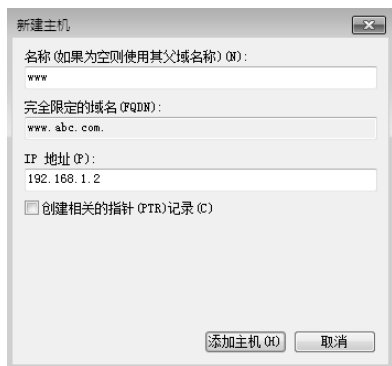 新建主机
名称(如果为空则使用其父域名称)(N):
www
完全限定的域名(FQDN):
www.abc.com.
IP 地址(P):
192.168.1.2
创建相关的指针(PTR)记录(C)
添加主机(H) 取消